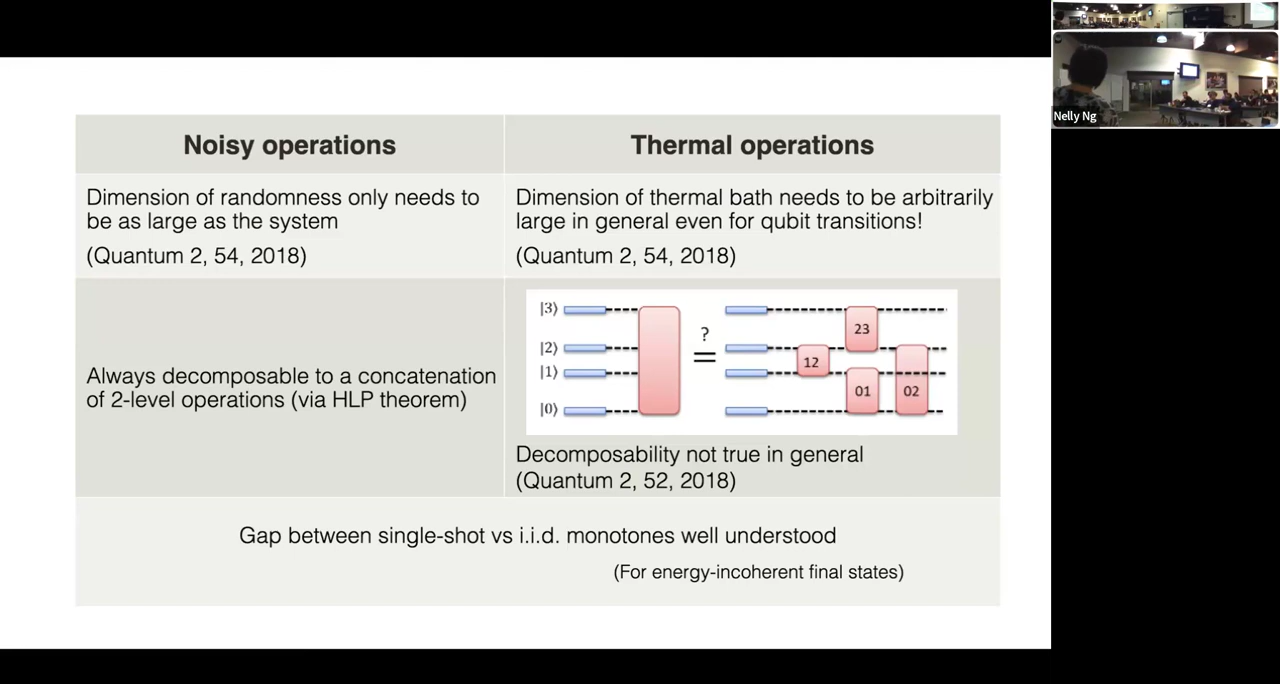 Noisy operations
Thermal operations
Dimension of randomness only needs to
be as large as the system
(Quantum 2, 54, 2018)
Dimension of thermal bath needs to be arbitrarily
large in general even for qubit transitions!
(Quantum 2, 54, 2018)
Always decomposable to a concatenation
of 2-level operations (via HLP theorem)
|3⟩
|2⟩
|1⟩
|0⟩
?
=
12
23
01
02
Decomposability not true in general
(Quantum 2, 52, 2018)
Gap between single-shot vs i.i.d. monotones well understood
(For energy-incoherent final states)
Nelly Ng